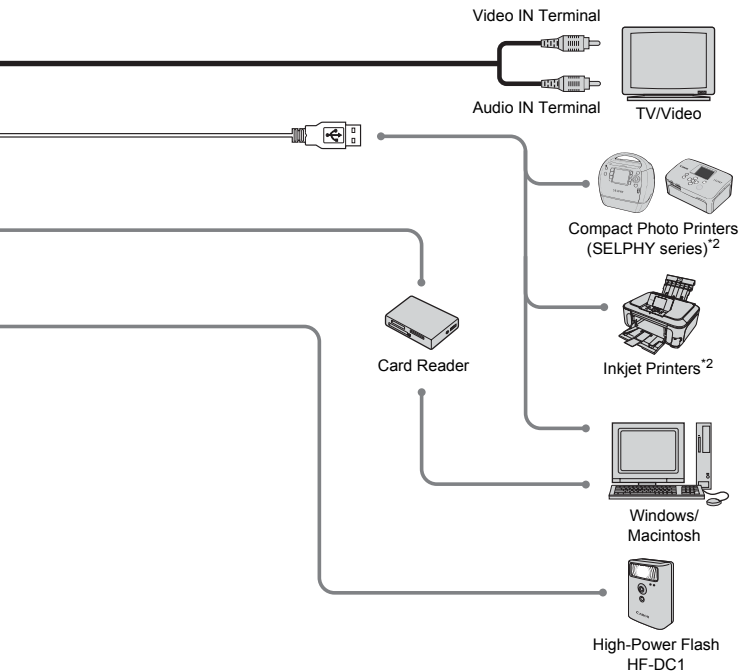 Video IN Terminal
Audio IN Terminal
TV/Video
Compact Photo Printers
(SELPHY series)*2
Card Reader
Inkjet Printers*2
Windows/
Macintosh
High-Power Flash
HF-DC1